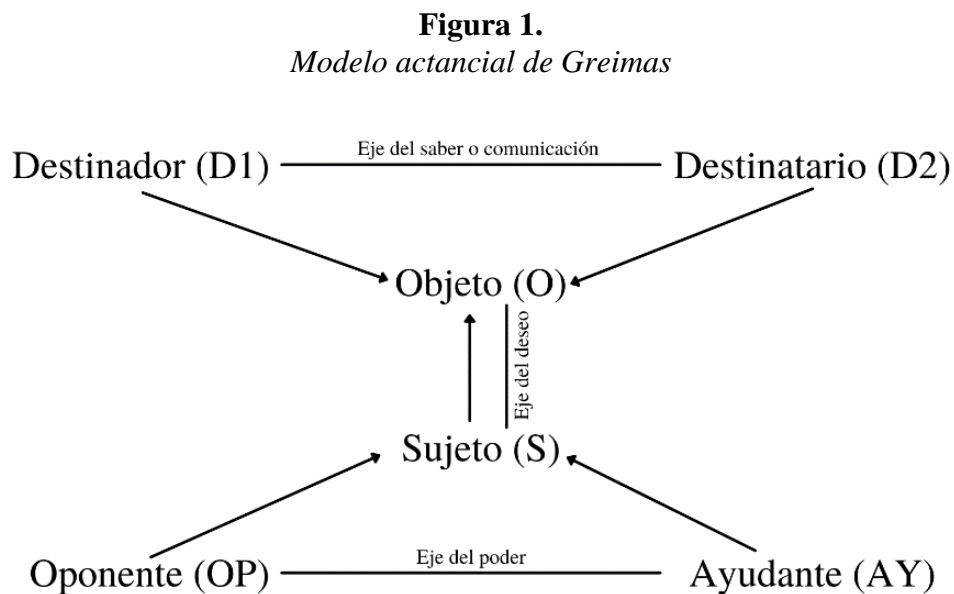 Figura 1.
Modelo actancial de Greimas
Eje del saber o comunicación
Destinador (D1)
Destinatario (D2)
Objeto (O)
Eje del deseo
Sujeto (S)
Eje del poder
Oponente (OP)
Ayudante (AY)